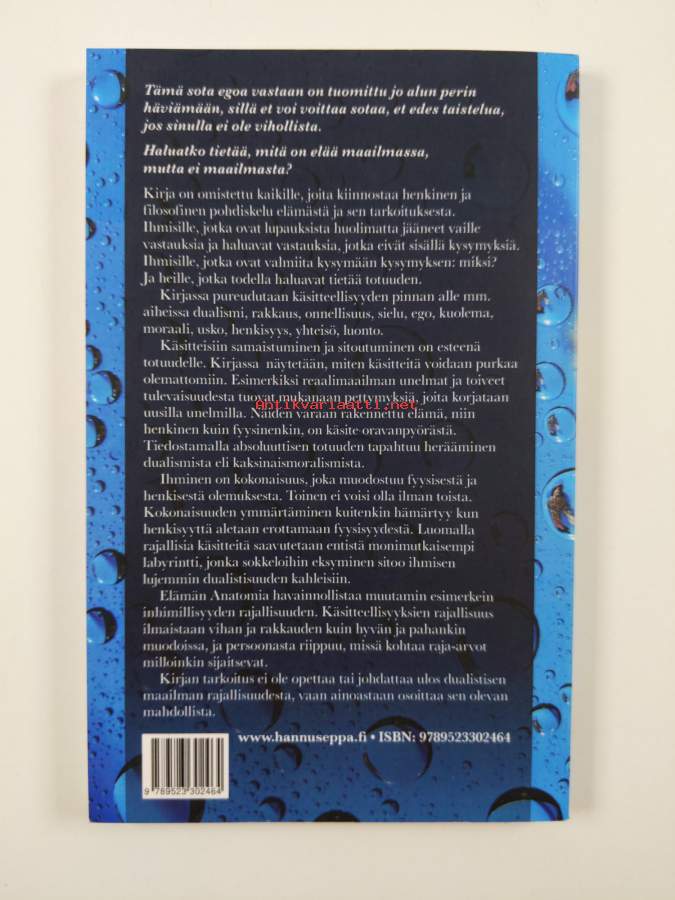 Tämä sota egoa vastaan on tuomittu jo alun perin
häviämään, sillä et voi voittaa sotaa, et edes taistelua,
jos sinulla ei ole vihollista.
Haluatko tietää, mitä on elää maailmassa,
mutta ei maailmasta?
Kirja on omistettu kaikille, joita kiinnostaa henkinen ja
filosofinen pohdiskelu elämästä ja sen tarkoituksesta.
Ihmisille, jotka ovat lupauksista huolimatta jääneet vaille
vastauksia ja haluavat vastauksia, jotka eivät sisällä kysymyksiä.
Ihmisille, jotka ovat valmiita kysymään kysymyksen: miksi?
Ja heille, jotka todella haluavat tietää totuuden.
Kirjassa pureudutaan käsitteellisyyden pinnan alle mm.
aiheissa dualismi, rakkaus, onnellisuus, sielu, ego, kuolema,
moraali, usko, henkisyys, yhteisö, luonto.
Käsitteisiin samaistuminen ja sitoutuminen on esteenä
totuudelle. Kirjassa näytetään, miten käsitteitä voidaan purkaa
olemattomiin. Esimerkiksi reaalimaailman unelmat ja toiveet
tulevaisuudesta tuovat mukanaan pettymyksiä, joita korjataan
Antikvariaatti.net
uusilla unelmilla. Näiden varaan rakennettu elämä, niin
henkinen kuin fyysinenkin, on käsite oravanpyörästä.
Tiedostamalla absoluuttisen totuuden tapahtuu herääminen
dualismista eli kaksinaismoralismista.
Ihminen on kokonaisuus, joka muodostuu fyysisestä ja
henkisestä olemuksesta. Toinen ei voisi olla ilman toista.
Kokonaisuuden ymmärtäminen kuitenkin hämärtyy kun
henkisyyttä aletaan erottamaan fyysisyydestä. Luomalla
rajallisia käsitteitä saavutetaan entistä monimutkaisempi
labyrintti, jonka sokkeloihin eksyminen sitoo ihmisen
lujemmin dualistisuuden kahleisiin.
Elämän Anatomia havainnollistaa muutamin esimerkein
inhimillisyyden rajallisuuden. Käsitteellisyyksien rajallisuus
ilmaistaan vihan ja rakkauden kuin hyvän ja pahankin
muodoissa, ja persoonasta riippuu, missä kohtaa raja-arvot
milloinkin sijaitsevat.
Kirjan tarkoitus ei ole opettaa tai johdattaa ulos dualistisen
maailman rajallisuudesta, vaan ainoastaan osoittaa sen olevan
mahdollista.
www.hannuseppa.fi • ISBN: 9789523302464
9 789523 302464